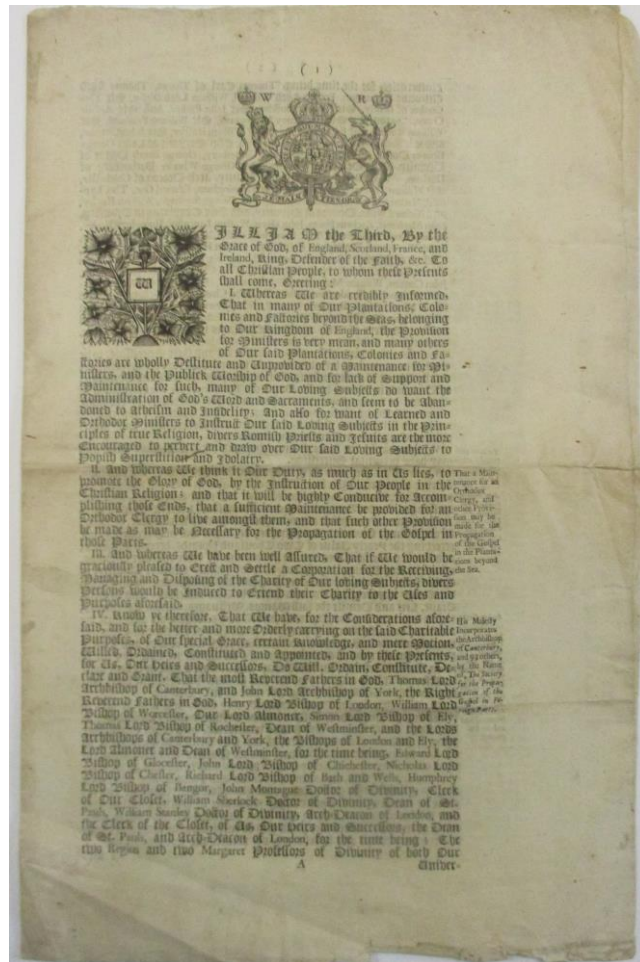 ( 1 )
W R
WILLIAM the Third, By the
Grace of God, of England, Scotland, France, and
Ireland, King, Defender of the Faith, &c. To
all Christian People, to whom these Presents
shall come, Greeting:
I. Whereas We are credibly Informed,
That in many of Our Plantations, Colo-
nies and Factories beyond the Seas, belonging
to Our Kingdom of England, the Provision
for Ministers is very mean, and many others
of Our said Plantations, Colonies and Fa-
ctories are wholly Destitute and Unprovided of a Maintenance for Mi-
nisters, and the Publick Worship of God, and for lack of Support and
Maintenance for such, many of Our Loving Subjects do want the
Administration of God's Word and Sacraments, and seem to be Aban-
doned to Atheism and Infidelity; And also for want of Learned and
Orthodox Ministers to Instruct Our said Loving Subjects in the Prin-
ciples of true Religion, divers Romish Priests and Jesuits are the more
Encouraged to pervert and draw over Our said Loving Subjects to
Popish Superstition and Idolatry.
II. And whereas We think it Our Duty, as much as in Us lies, to
promote the Glory of God, by the Instruction of Our People in the
Christian Religion; and that it will be highly Conducive for Accom-
plishing those Ends, that a sufficient Maintenance be provided for an
Orthodox Clergy to live amongst them, and that such other Provision
be made as may be Necessary for the Propagation of the Gospel in
those Parts.
That a Main-
tenance for an
Orthodox
Clergy, and
other Provi-
sion may be
made for the
Propagation
of the Gospel
in the Planta-
tions beyond
the Sea.
III. And whereas We have been well Assured, That if We would be
graciously pleased to Erect and Settle a Corporation for the Receiving,
Managing and Disposing of the Charity of Our loving Subjects, divers
Persons would be Induced to Extend their Charity to the Uses and
Purposes aforesaid.
IV. Know ye therefore, That We have, for the Considerations afore-
said, and for the better and more Orderly carrying on the said Charitable
Purposes, of Our special Grace, certain Knowledge, and meer Motion,
Willed, Ordained, Constituted and Appointed, and by these Presents,
for Us, Our Heirs and Successors, Do Will, Ordain, Constitute, De-
clare and Grant, That the most Reverend Fathers in God, Thomas Lord
Archbishop of Canterbury, and John Lord Archbishop of York, the Right
Reverend Fathers in God, Henry Lord Bishop of London, William Lord
Bishop of Worcester, Our Lord Almoner, Simon Lord Bishop of Ely,
Thomas Lord Bishop of Rochester, Dean of Westminster, and the Lords
Archbishops of Canterbury and York, the Bishops of London and Ely, the
Lord Almoner and Dean of Westminster, for the time being, Edward Lord
Bishop of Glocester, John Lord Bishop of Chichester, Nicholas Lord
Bishop of Chester, Richard Lord Bishop of Bath and Wells, Humphrey
Lord Bishop of Bangor, John Montague Doctor of Divinity, Clerk
of Our Closet, William Sherlock Doctor of Divinity, Dean of St.
Pauls, William Stanley Doctor of Divinity, Arch-Deacon of London, and
the Clerk of the Closet, of Us, Our Heirs and Successors, the Dean
of St. Pauls, and Arch-Deacon of London, for the time being; The
two Regius and two Margaret Professors of Divinity of both Our
His Majesty
Incorporates
the Archbishop
of Canterbury,
and 93 others,
by the Name
of, The Society
for the Propa-
gation of the
Gospel in Fo-
reign Parts.
A
Univer-